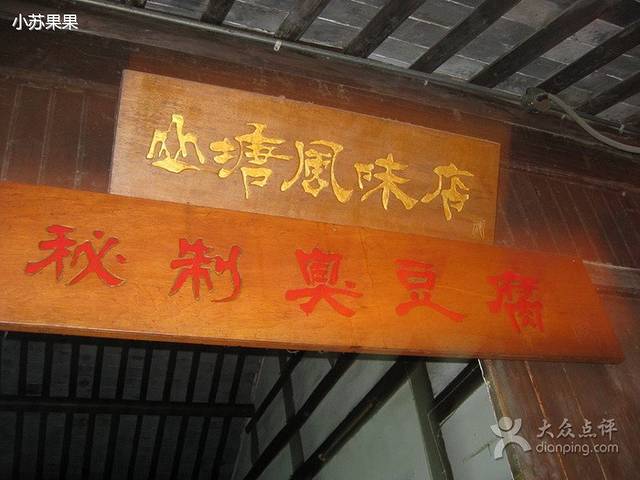 小苏果果
山塘风味店
秘制臭豆腐
大众点评
dianping.com